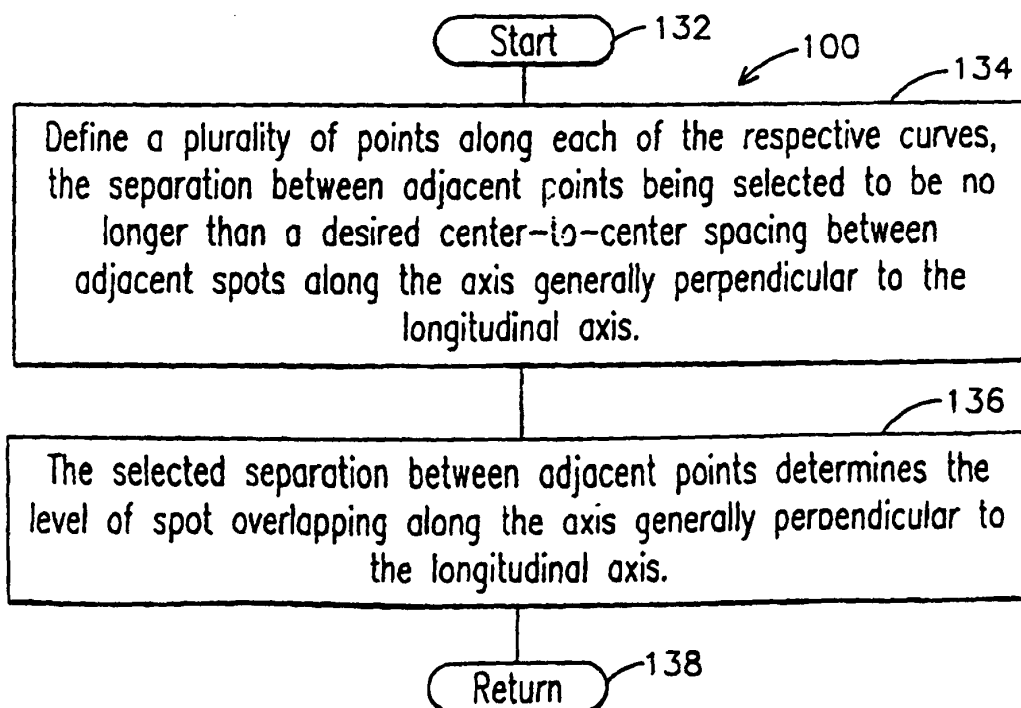 Start 132
100
134
Define a plurality of points along each of the respective curves,
the separation between adjacent points being selected to be no
longer than a desired center-to-center spacing between
adjacent spots along the axis generally perpendicular to the
longitudinal axis.
136
The selected separation between adjacent points determines the
level of spot overlapping along the axis generally perpendicular to
the longitudinal axis.
138
Return